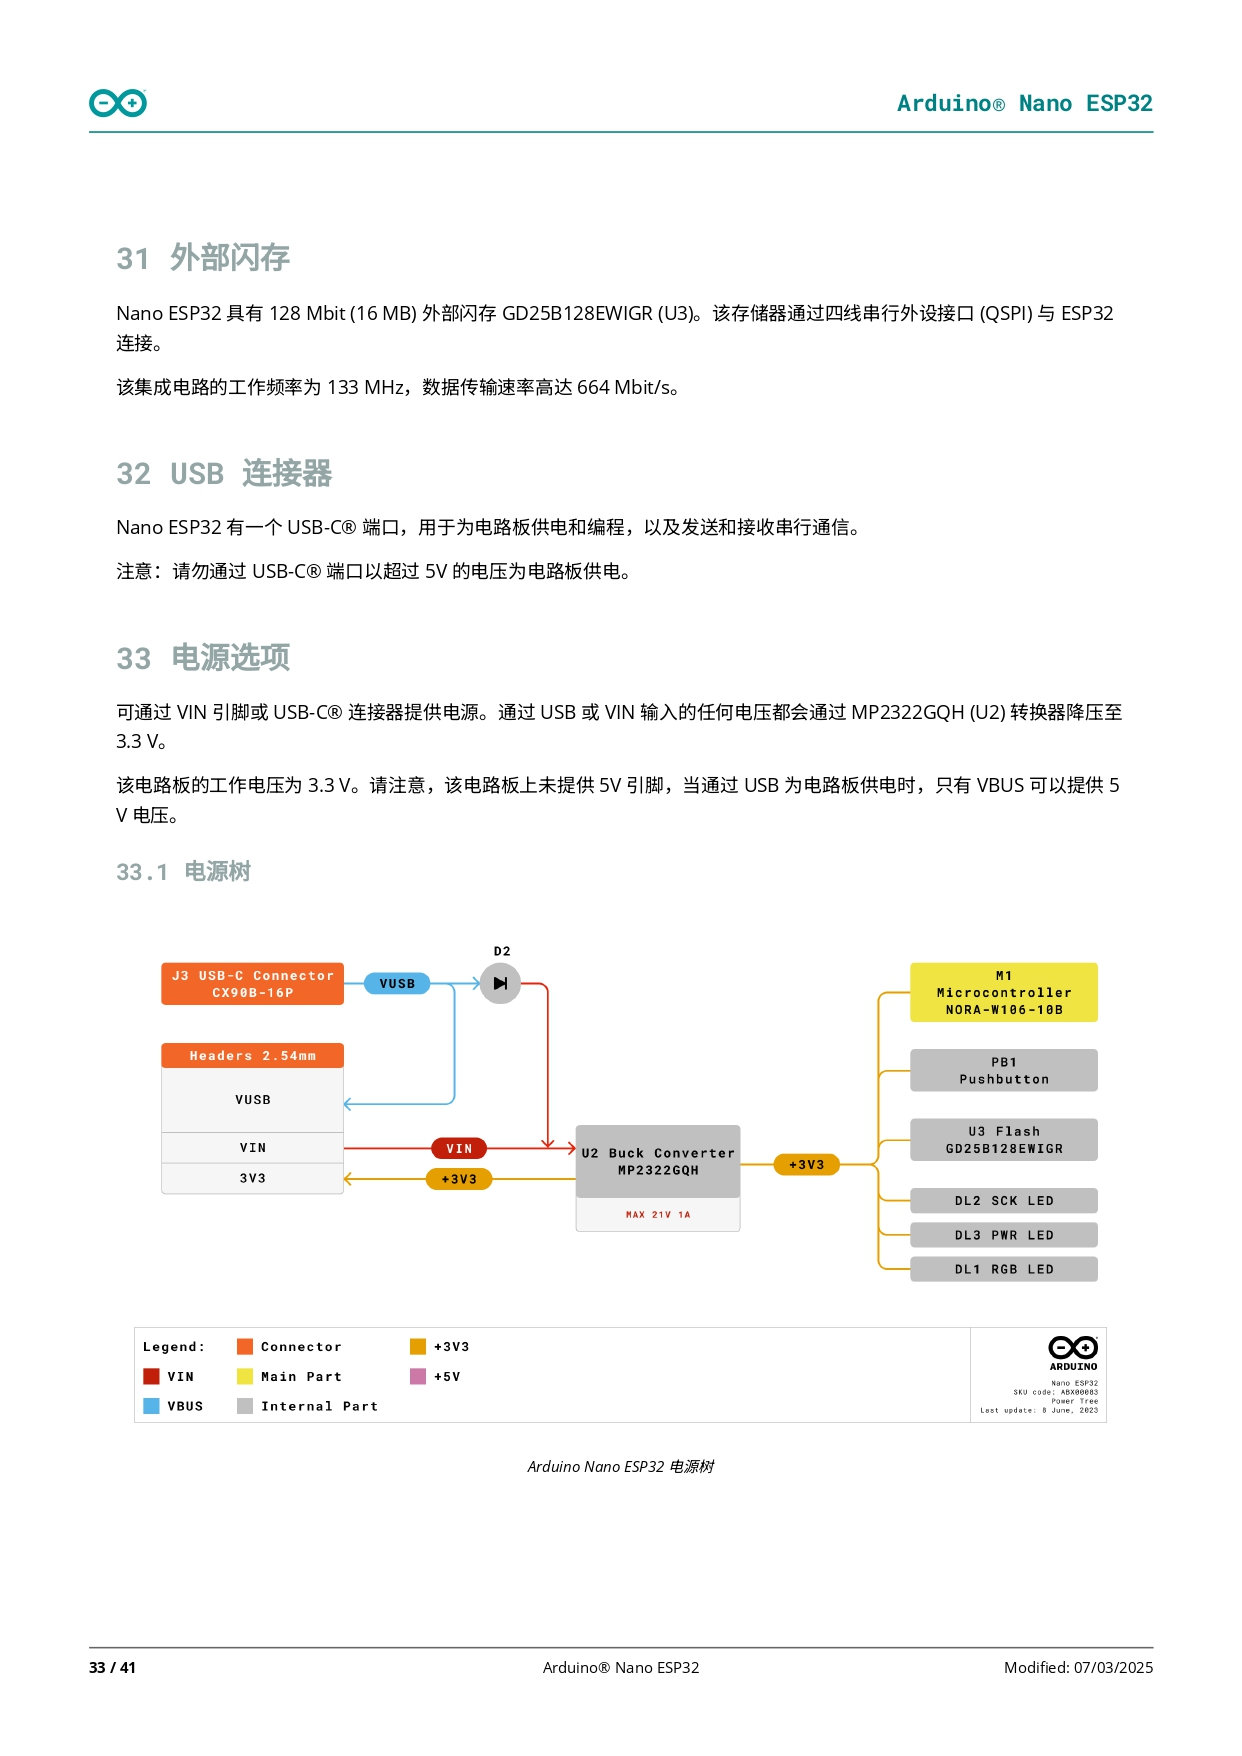 Arduino® Nano ESP32
31 外部闪存
Nano ESP32 具有 128 Mbit (16 MB) 外部闪存 GD25B128EWIGR (U3)。该存储器通过四线串行外设接口 (QSPI) 与 ESP32
连接。
该集成电路的工作频率为 133 MHz，数据传输速率高达 664 Mbit/s。
32 USB 连接器
Nano ESP32 有一个 USB-C® 端口，用于为电路板供电和编程，以及发送和接收串行通信。
注意：请勿通过 USB-C® 端口以超过 5V 的电压为电路板供电。
33 电源选项
可通过 VIN 引脚或 USB-C® 连接器提供电源。通过 USB 或 VIN 输入的任何电压都会通过 MP2322GQH (U2) 转换器降压至
3.3 V。
该电路板的工作电压为 3.3 V。请注意，该电路板上未提供 5V 引脚，当通过 USB 为电路板供电时，只有 VBUS 可以提供 5
V 电压。
33.1 电源树
D2
J3 USB-C Connector
CX90B-16P
VUSB
Headers 2.54mm
VUSB
VIN
3V3
VIN
+3V3
U2 Buck Converter
MP2322GQH
MAX 21V 1A
+3V3
M1
Microcontroller
NORA-W106-10B
PB1
Pushbutton
U3 Flash
GD25B128EWIGR
DL2 SCK LED
DL3 PWR LED
DL1 RGB LED
Legend:
VIN
VBUS
Connector
Main Part
Internal Part
+3V3
+5V
ARDUINO
Nano ESP32
SKU code: ABX00083
Power Tree
Last update: 8 June, 2023
Arduino Nano ESP32 电源树
33 / 41
Arduino® Nano ESP32
Modified: 07/03/2025